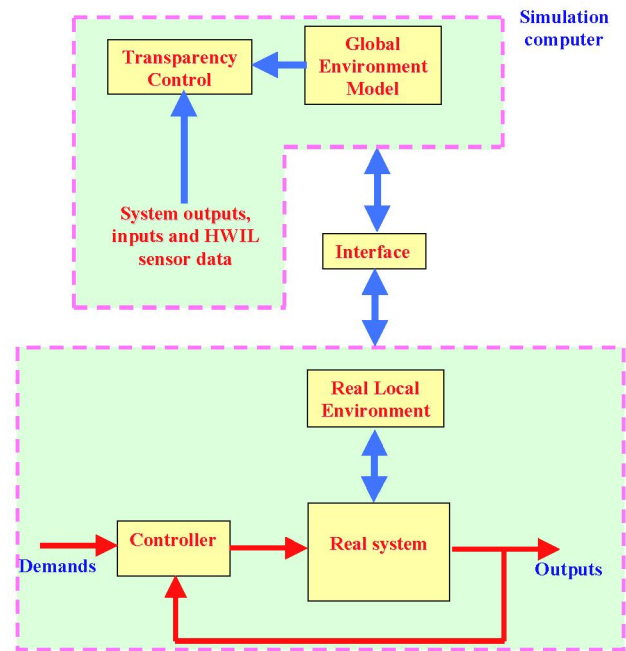 Simulation
computer
Transparency
Control
Global
Environment
Model
System outputs,
inputs and HWIL
sensor data
Interface
Real Local
Environment
Controller
Real system
Demands
Outputs